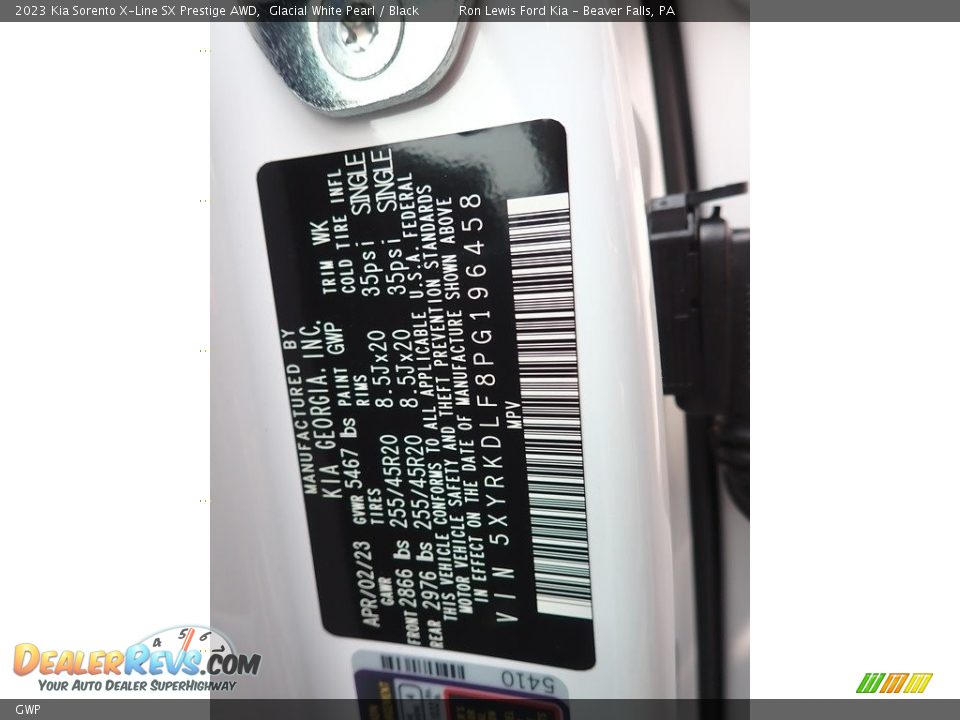 2023 Kia Sorento X-Line SX Prestige AWD,  Glacial White Pearl / Black
Ron Lewis Ford Kia - Beaver Falls, PA
MANUFACTURED BY
KIA GEORGIA, INC.
TRIM WK
APR/02/23 GVWR 5467 lbs PAINT GWP COLD TIRE INFL
GAWR TIRES RIMS
FRONT 2866 lbs 255/45R20 8.5Jx20 35psi SINGLE
REAR 2976 lbs 255/45R20 8.5Jx20 35psi SINGLE
THIS VEHICLE CONFORMS TO ALL APPLICABLE U.S.A. FEDERAL
MOTOR VEHICLE SAFETY AND THEFT PREVENTION STANDARDS
IN EFFECT ON THE DATE OF MANUFACTURE SHOWN ABOVE
VIN 5XYRKDLF8PG196458
MPV
5410
DEALERREVS.COM
4 5 6
YOUR AUTO DEALER SUPERHIGHWAY
GWP